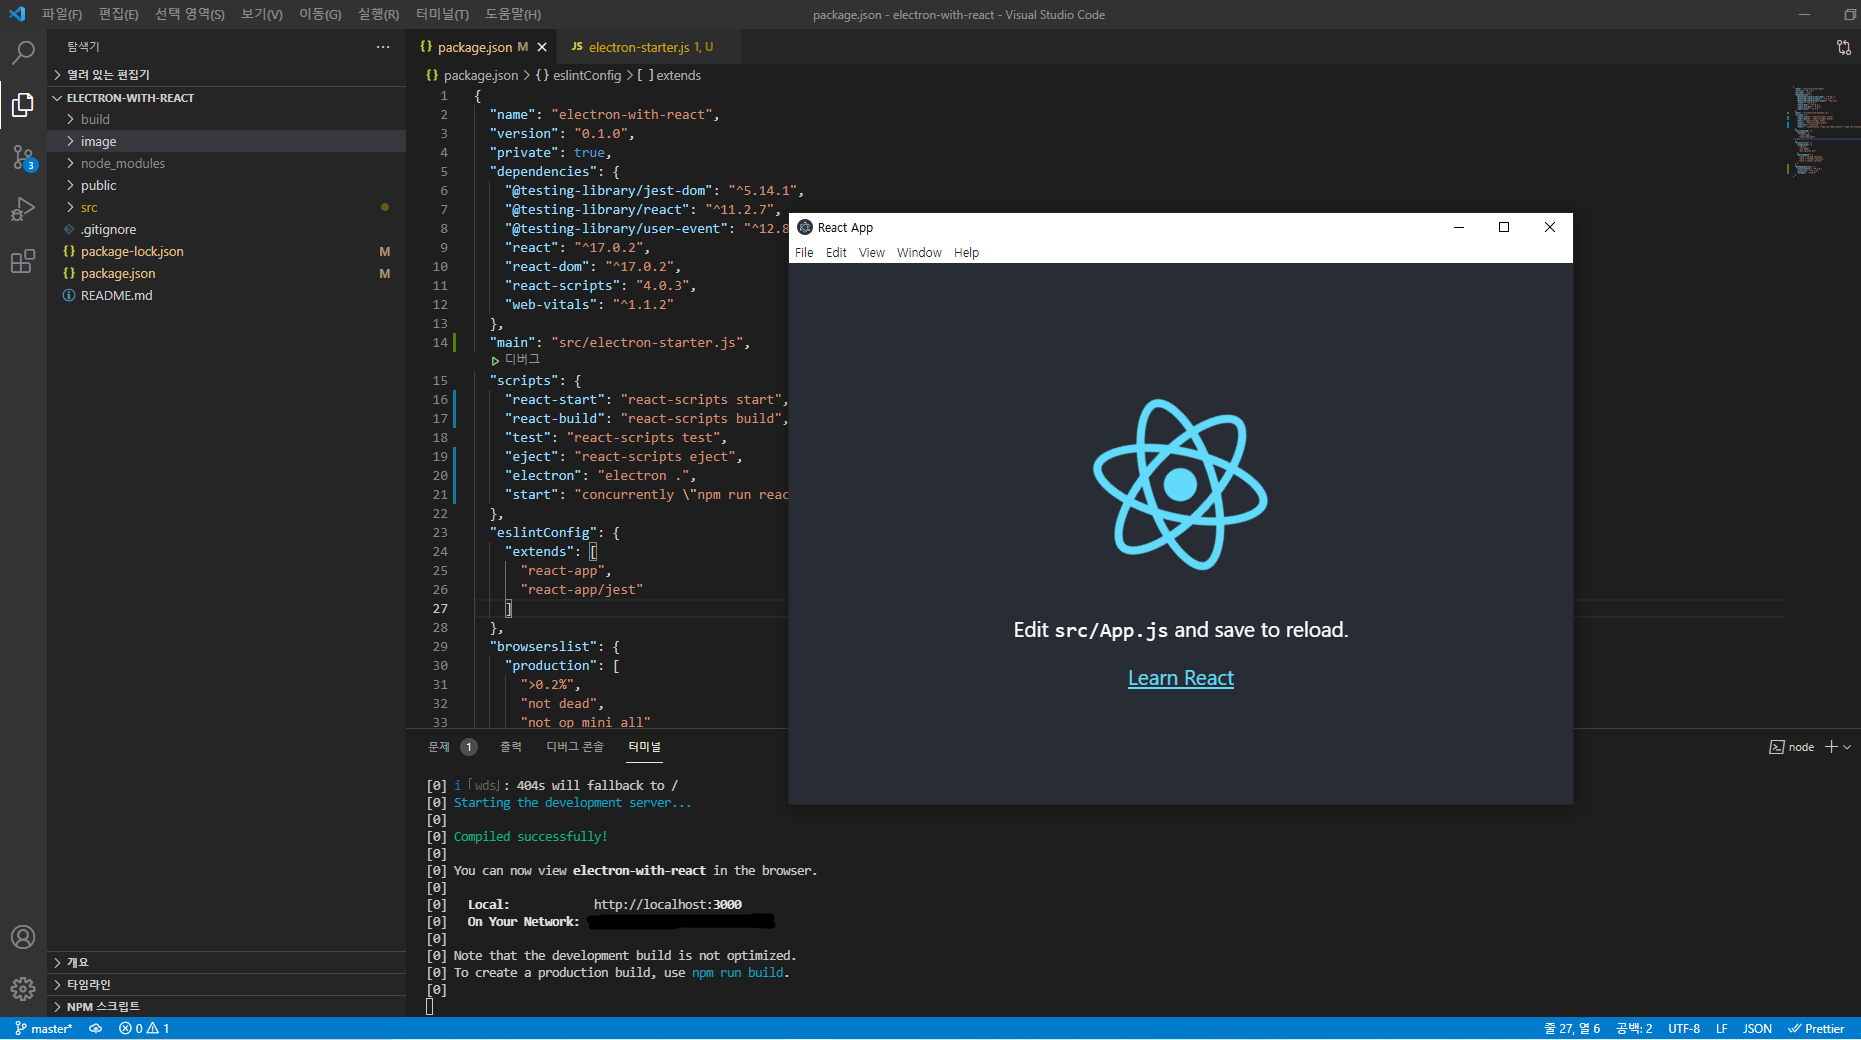 파일(F) 편집(E) 선택 영역(S) 보기(V) 이동(G) 실행(R) 터미널(T) 도움말(H)
package.json - electron-with-react - Visual Studio Code
탐색기
열려 있는 편집기
ELECTRON-WITH-REACT
build
image
node_modules
public
src
.gitignore
package-lock.json M
package.json M
README.md
3
개요
타임라인
NPM 스크립트
{} package.json M JS electron-starter.js 1, U
{} package.json > {} eslintConfig > [ ] extends
1 {
2 "name": "electron-with-react",
3 "version": "0.1.0",
4 "private": true,
5 "dependencies": {
6 "@testing-library/jest-dom": "^5.14.1",
7 "@testing-library/react": "^11.2.7",
8 "@testing-library/user-event": "^12.8
9 "react": "^17.0.2",
10 "react-dom": "^17.0.2",
11 "react-scripts": "4.0.3",
12 "web-vitals": "^1.1.2"
13 },
14 "main": "src/electron-starter.js",
디버그
15 "scripts": {
16 "react-start": "react-scripts start",
17 "react-build": "react-scripts build",
18 "test": "react-scripts test",
19 "eject": "react-scripts eject",
20 "electron": "electron .",
21 "start": "concurrently \"npm run reac
22 },
23 "eslintConfig": {
24 "extends": [
25 "react-app",
26 "react-app/jest"
27 ]
28 },
29 "browserslist": {
30 "production": [
31 ">0.2%",
32 "not dead",
33 "not op_mini all"
React App
File Edit View Window Help
Edit src/App.js and save to reload.
Learn React
문제 1 출력 디버그 콘솔 터미널
node
[0] i ｢wds｣: 404s will fallback to /
[0] Starting the development server...
[0]
[0] Compiled successfully!
[0]
[0] You can now view electron-with-react in the browser.
[0]
[0] Local: http://localhost:3000
[0] On Your Network:
[0]
[0] Note that the development build is not optimized.
[0] To create a production build, use npm run build.
[0]
master* 0 1
줄 27, 열 6 공백: 2 UTF-8 LF JSON Prettier